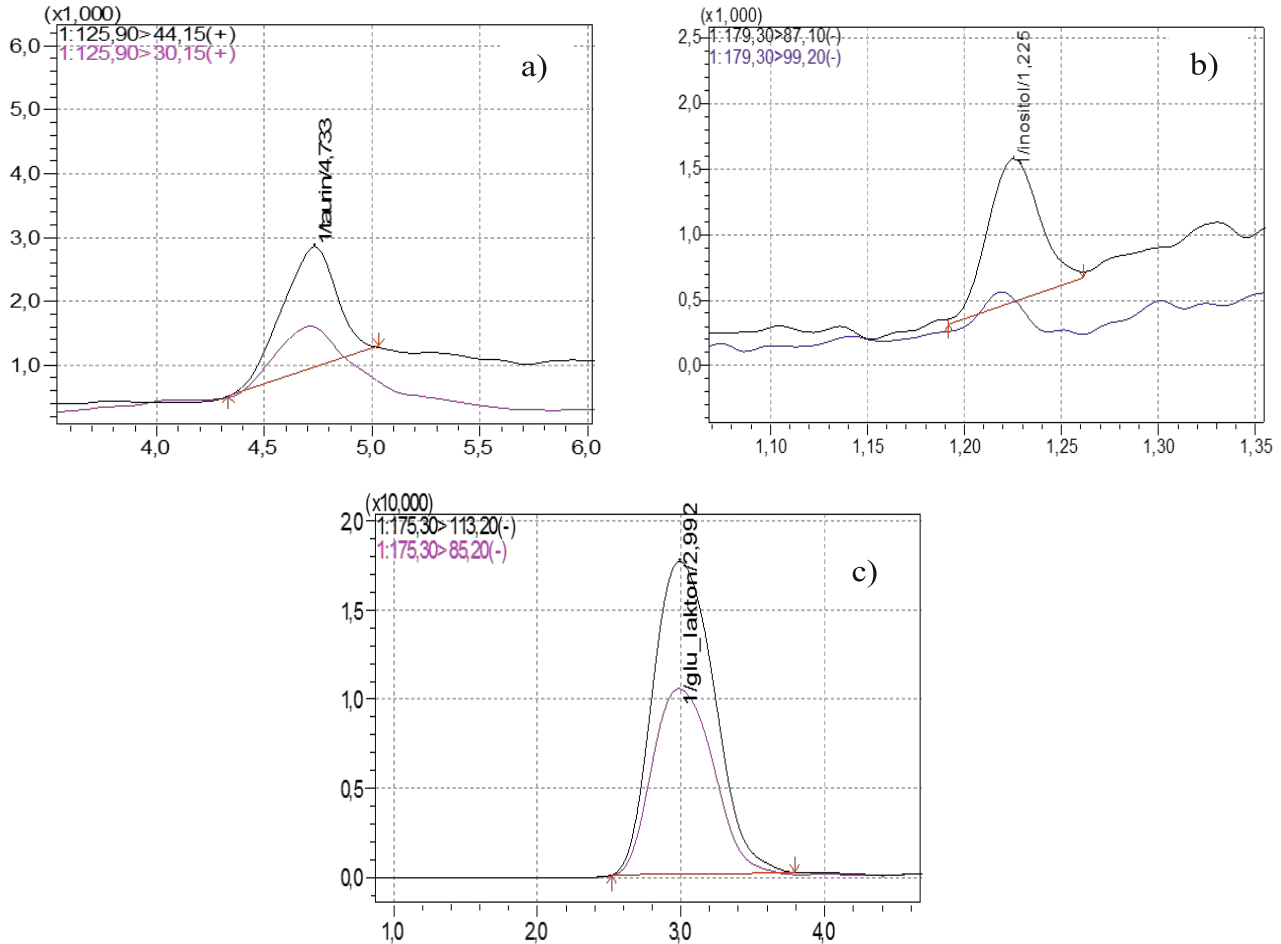 (x1,000)
1:125,90>44,15(+)
1:125,90>30,15(+)
a)
6,0
5,0
4,0
3,0
2,0
1,0
1/taurin/4,733
4,0 4,5 5,0 5,5 6,0
(x1,000)
1:179,30>87,10(-)
1:179,30>99,20(-)
b)
2,5
2,0
1,5
1,0
0,5
0,0
1/inositol/1,225
1,10 1,15 1,20 1,25 1,30 1,35
(x10,000)
1:175,30>113,20(-)
1:175,30>85,20(-)
c)
2,0
1,5
1,0
0,5
0,0
1/glu_lakton/2,992
1,0 2,0 3,0 4,0